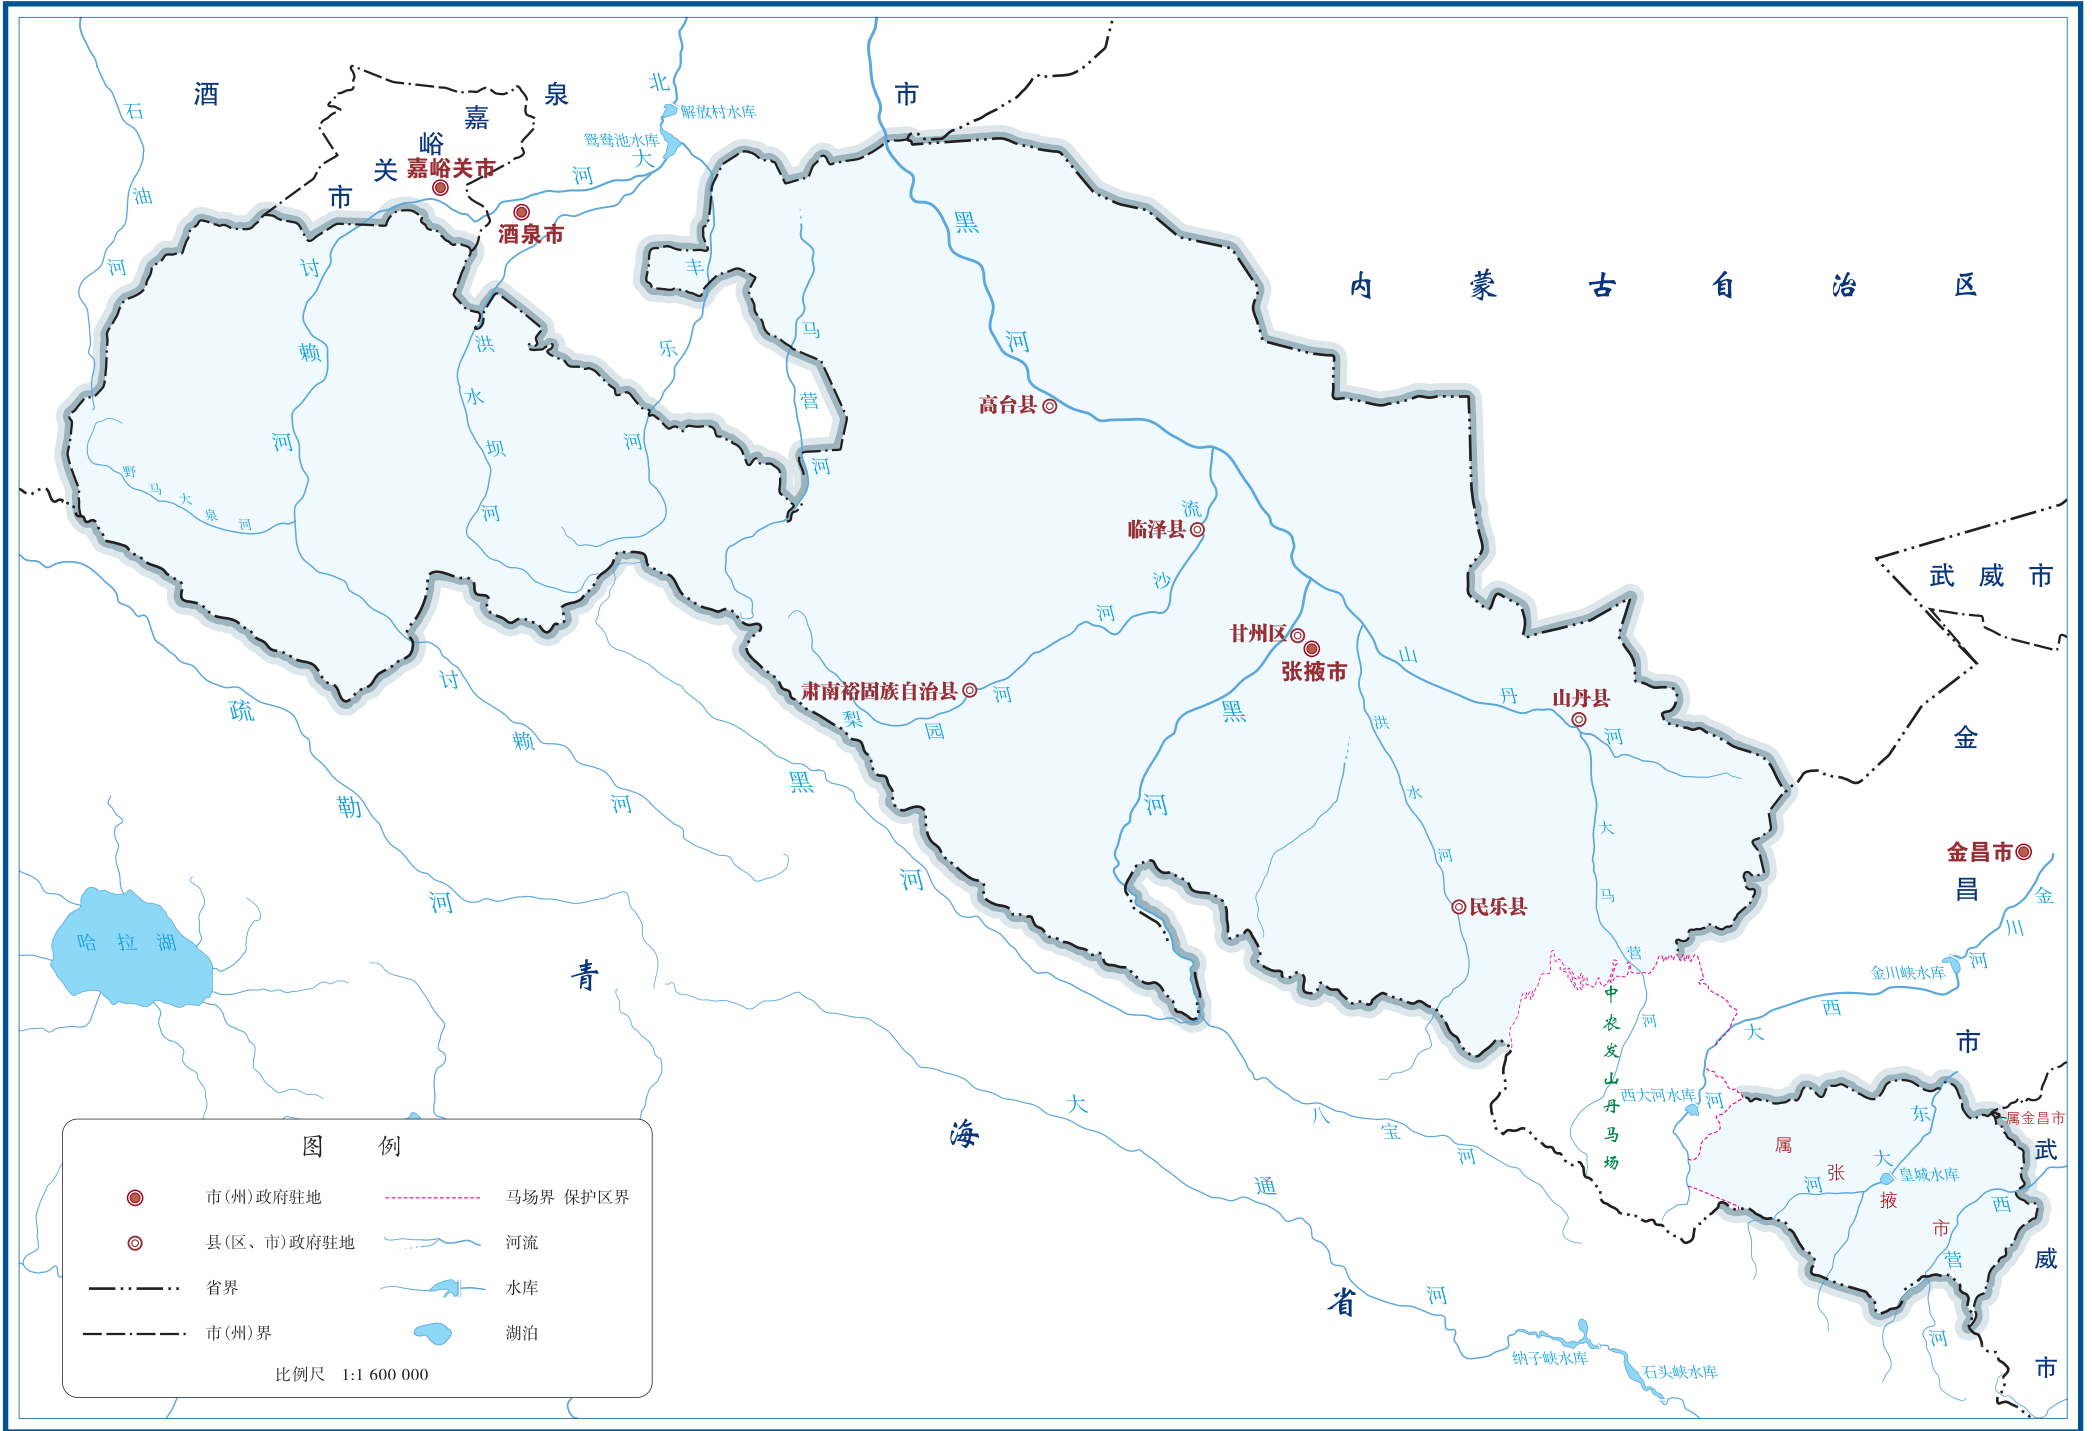 酒泉市
嘉峪关市
嘉峪关市
酒泉市
石油河
北大河
解放村水库
鸳鸯池水库
讨赖河
洪水坝河
丰乐河
马营河
野马大泉河
黑河
内蒙古自治区
高台县
临泽县
流沙河
甘州区
张掖市
肃南裕固族自治县
梨园河
黑河
山丹河
山丹县
洪水河
大马营河
民乐县
武威市
金昌市
金昌市
金川河
金川峡水库
西大河
西大河水库
中农发山丹马场
疏勒河
讨赖河
黑河
哈拉湖
青海省
大通河
八宝河
东大河
皇城水库
属张掖市
属金昌市
西营河
武威市
纳子峡水库
石头峡水库
图例
市(州)政府驻地
马场界 保护区界
县(区、市)政府驻地
河流
省界
水库
市(州)界
湖泊
比例尺 1:1 600 000